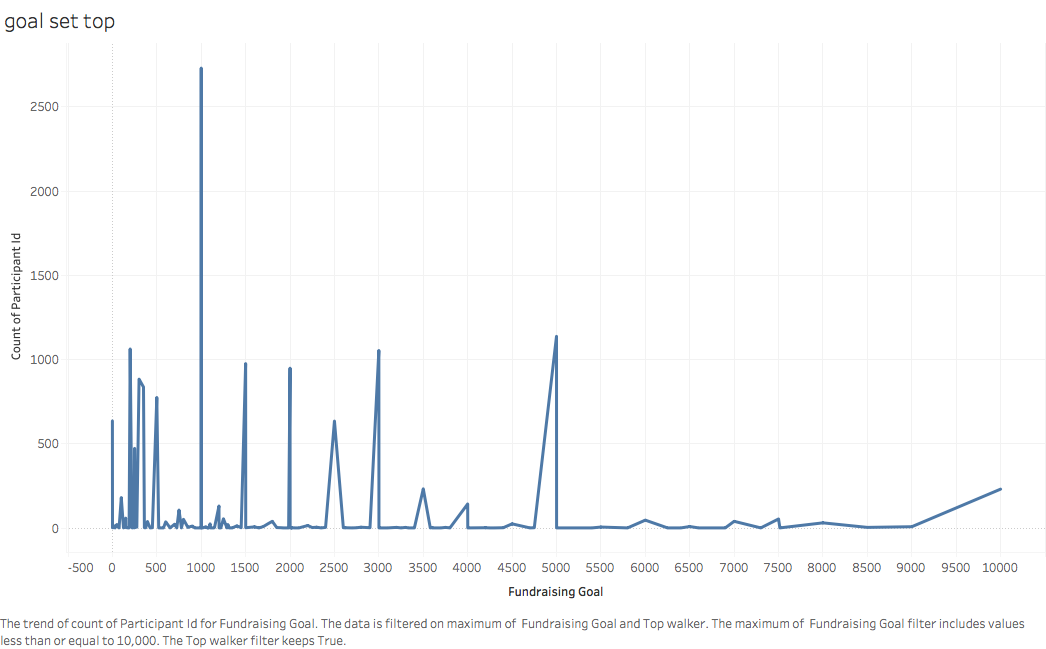 goal set top
2500
2000
1500
1000
500
0
Count of Participant Id
-500 0 500 1000 1500 2000 2500 3000 3500 4000 4500 5000 5500 6000 6500 7000 7500 8000 8500 9000 9500 10000
Fundraising Goal
The trend of count of Participant Id for Fundraising Goal. The data is filtered on maximum of  Fundraising Goal and Top walker. The maximum of  Fundraising Goal filter includes values
less than or equal to 10,000. The Top walker filter keeps True.